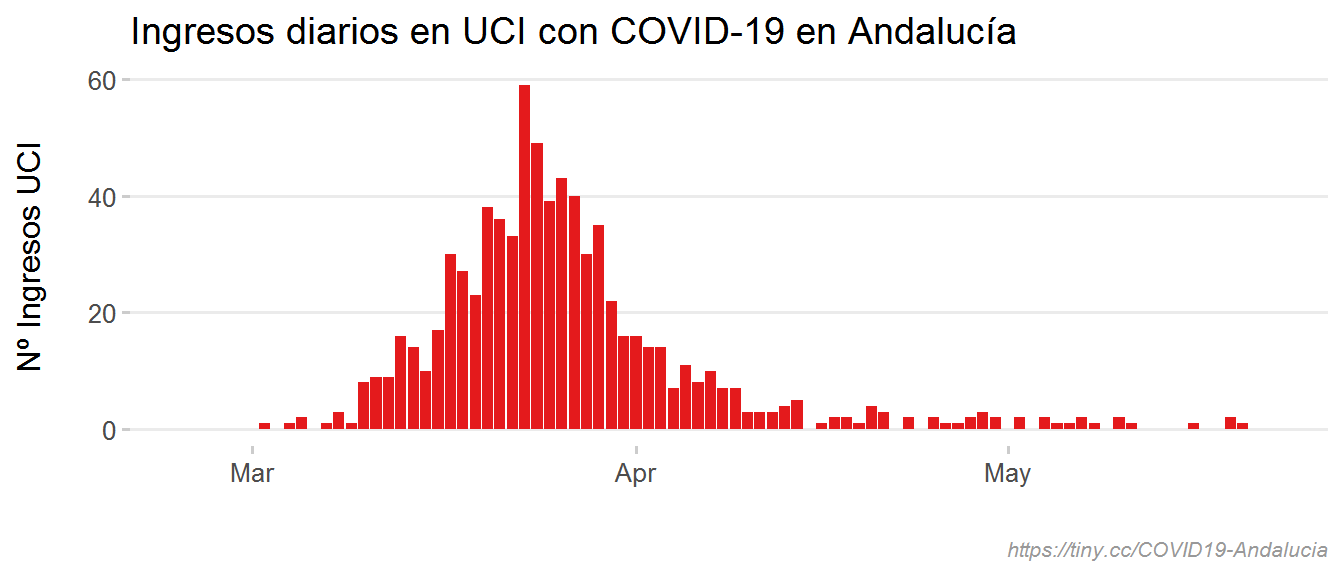 Ingresos diarios en UCI con COVID-19 en Andalucía
Nº Ingresos UCI
60
40
20
0
Mar Apr May
https://tiny.cc/COVID19-Andalucia